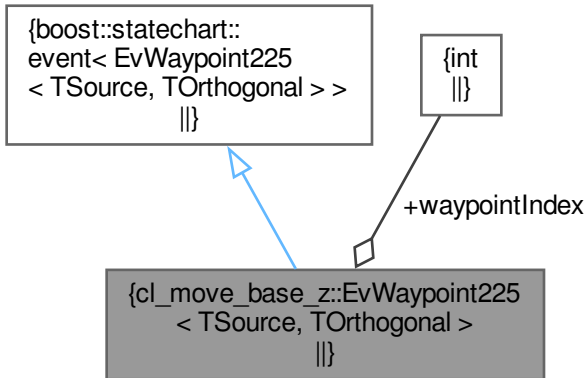 {boost::statechart::
event< EvWaypoint225
< TSource, TOrthogonal > >
||}
{int
||}
+waypointIndex
{cl_move_base_z::EvWaypoint225
< TSource, TOrthogonal >
||}